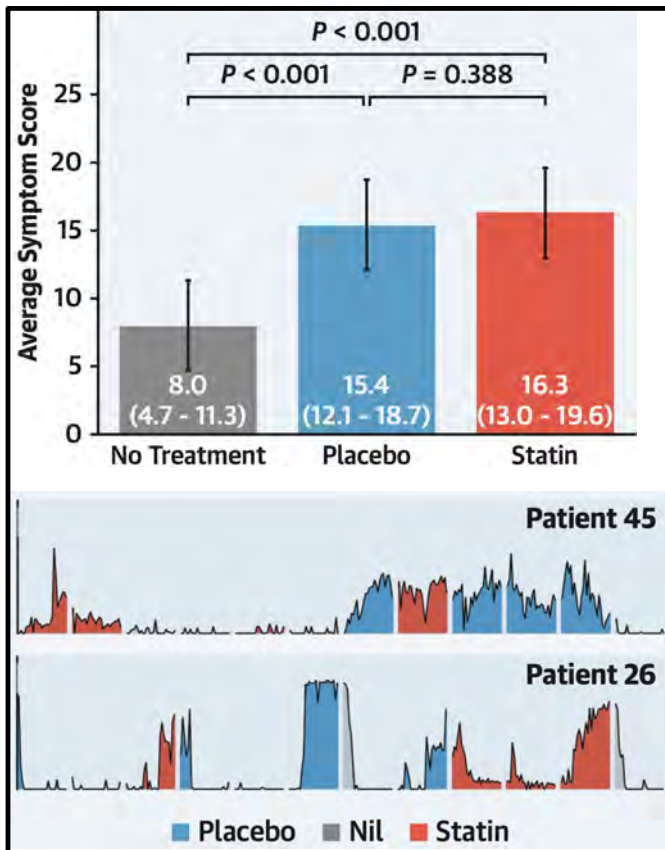 P < 0.001
P < 0.001 P = 0.388
Average Symptom Score
25
20
15
10
5
0
8.0 15.4 16.3
(4.7 - 11.3) (12.1 - 18.7) (13.0 - 19.6)
No Treatment Placebo Statin
Patient 45
Patient 26
Placebo Nil Statin